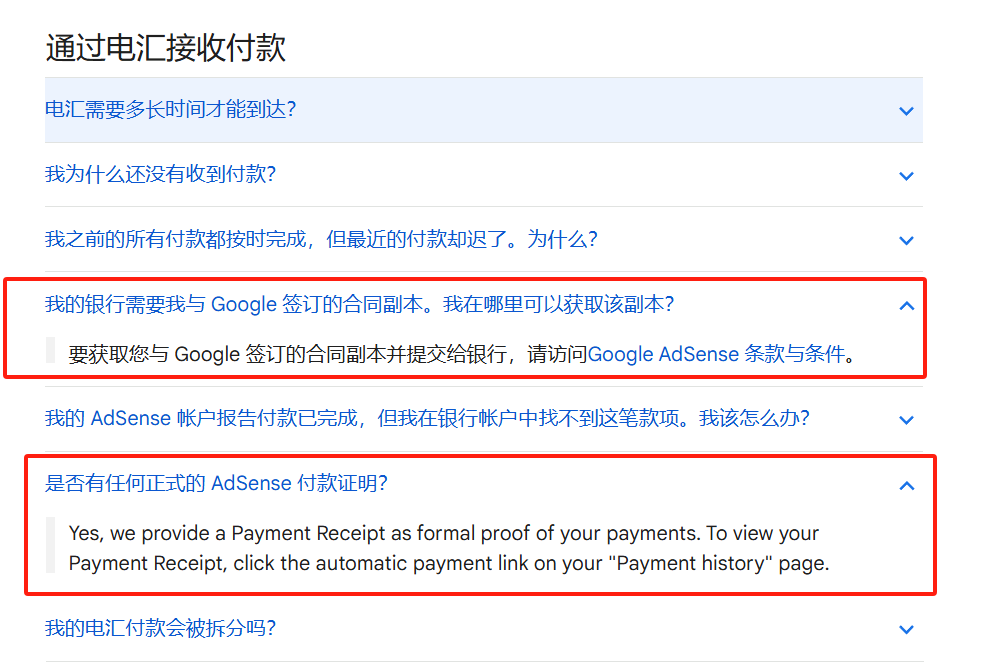 通过电汇接收付款
电汇需要多长时间才能到达？
我为什么还没有收到付款？
我之前的所有付款都按时完成，但最近的付款却迟了。为什么？
我的银行需要我与 Google 签订的合同副本。我在哪里可以获取该副本？
要获取您与 Google 签订的合同副本并提交给银行，请访问Google AdSense 条款与条件。
我的 AdSense 帐户报告付款已完成，但我在银行帐户中找不到这笔款项。我该怎么办？
是否有任何正式的 AdSense 付款证明？
Yes, we provide a Payment Receipt as formal proof of your payments. To view your
Payment Receipt, click the automatic payment link on your "Payment history" page.
我的电汇付款会被拆分吗？